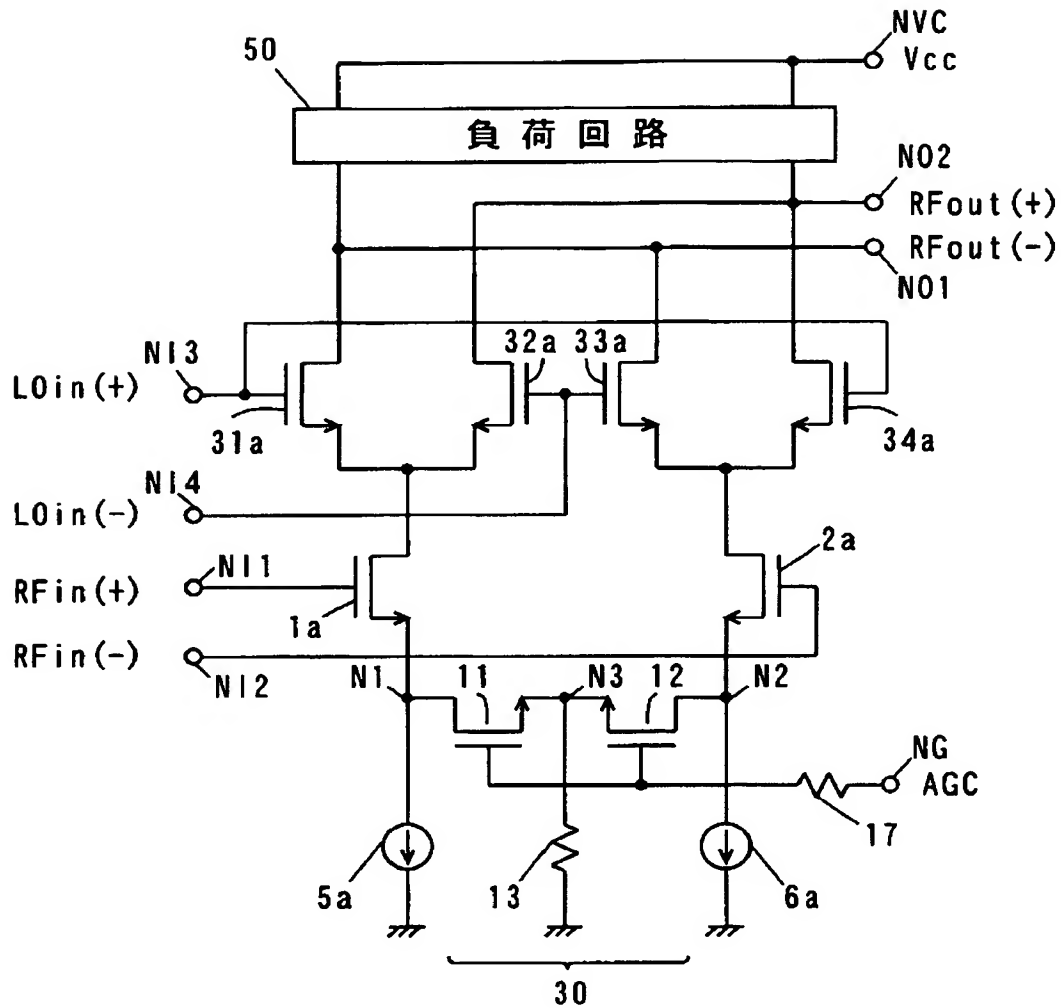 NVC
50
Vcc
負荷回路
NO2
RFout(+)
RFout(-)
NO1
32a
33a
NI3
LOin(+)
31a
34a
NI4
LOin(-)
2a
NI1
RFin(+)
1a
RFin(-)
NI2
N1
11
N3
12
N2
NG
AGC
17
5a
13
6a
30